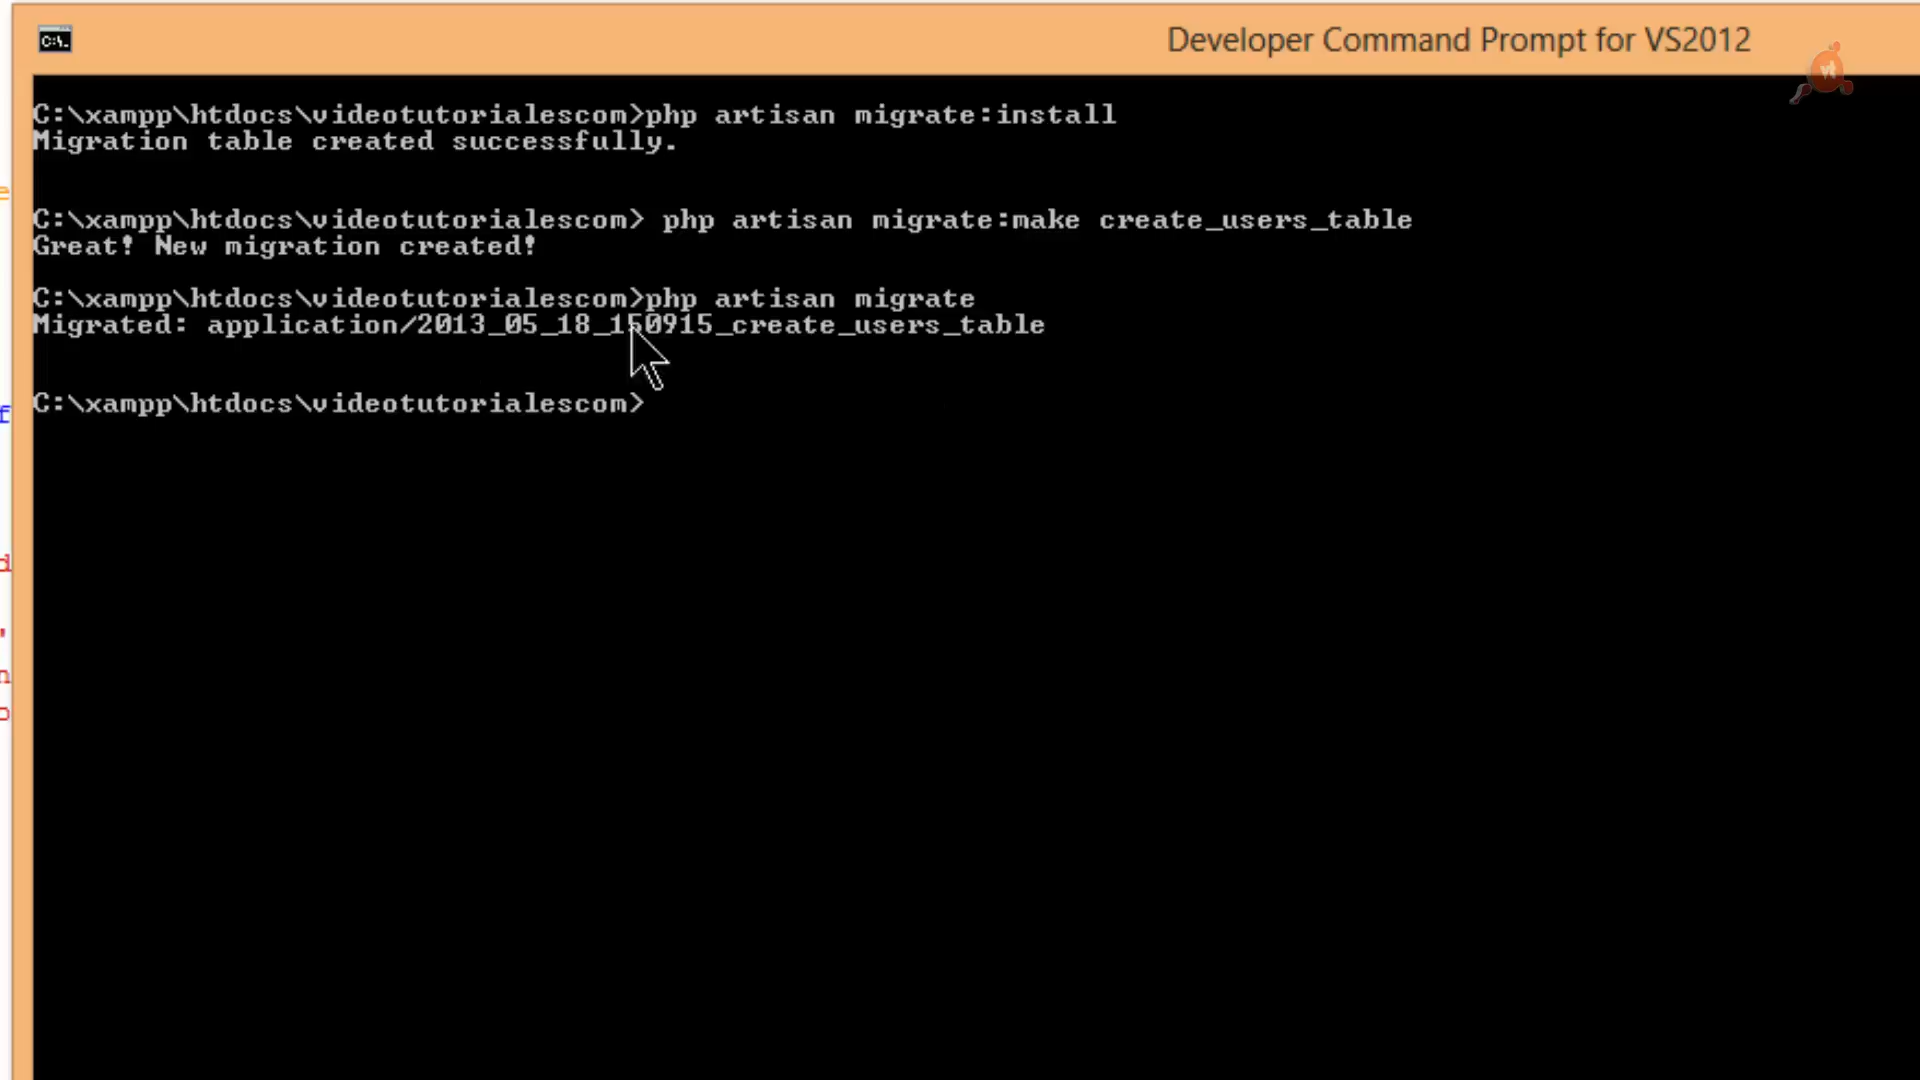 Developer Command Prompt for VS2012
C:\xampp\htdocs\videotutorialescom>php artisan migrate:install
Migration table created successfully.
C:\xampp\htdocs\videotutorialescom> php artisan migrate:make create_users_table
Great! New migration created!
C:\xampp\htdocs\videotutorialescom>php artisan migrate
Migrated: application/2013_05_18_150915_create_users_table
C:\xampp\htdocs\videotutorialescom>